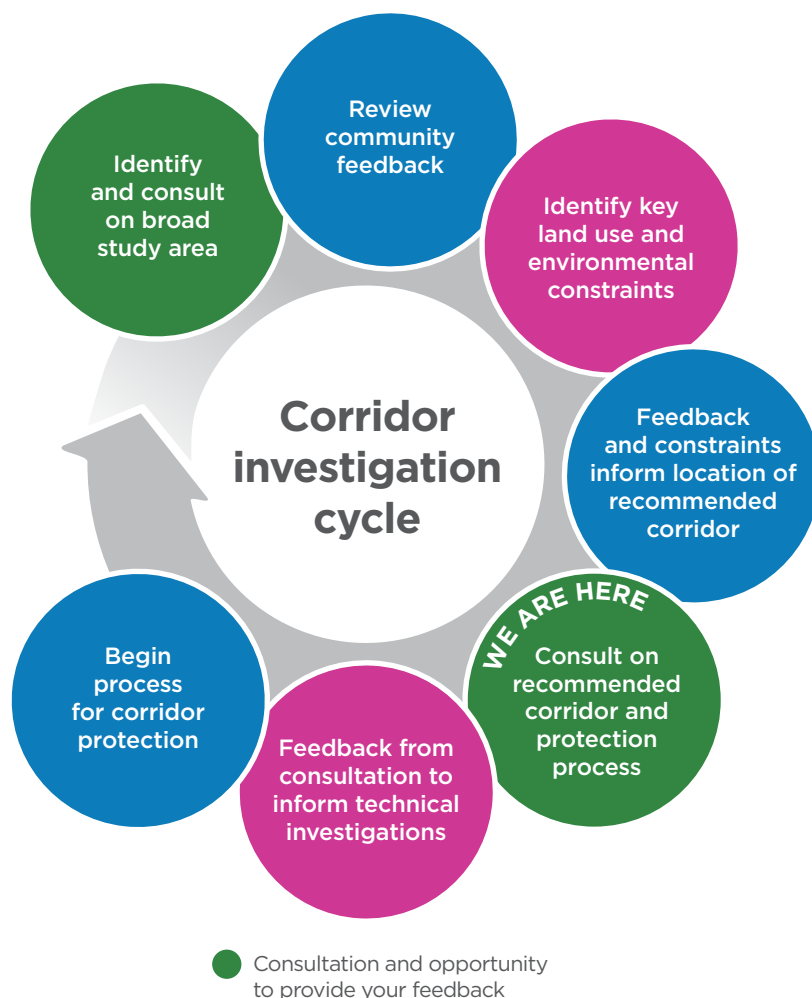 Review
community
feedback
Identify
and consult
on broad
study area
Identify key
land use and
environmental
constraints
Corridor
investigation
cycle
Feedback
and constraints
inform location of
recommended
corridor
WE ARE HERE
Consult on
recommended
corridor and
protection
process
Feedback from
consultation to
inform technical
investigations
Begin
process
for corridor
protection
Consultation and opportunity
to provide your feedback